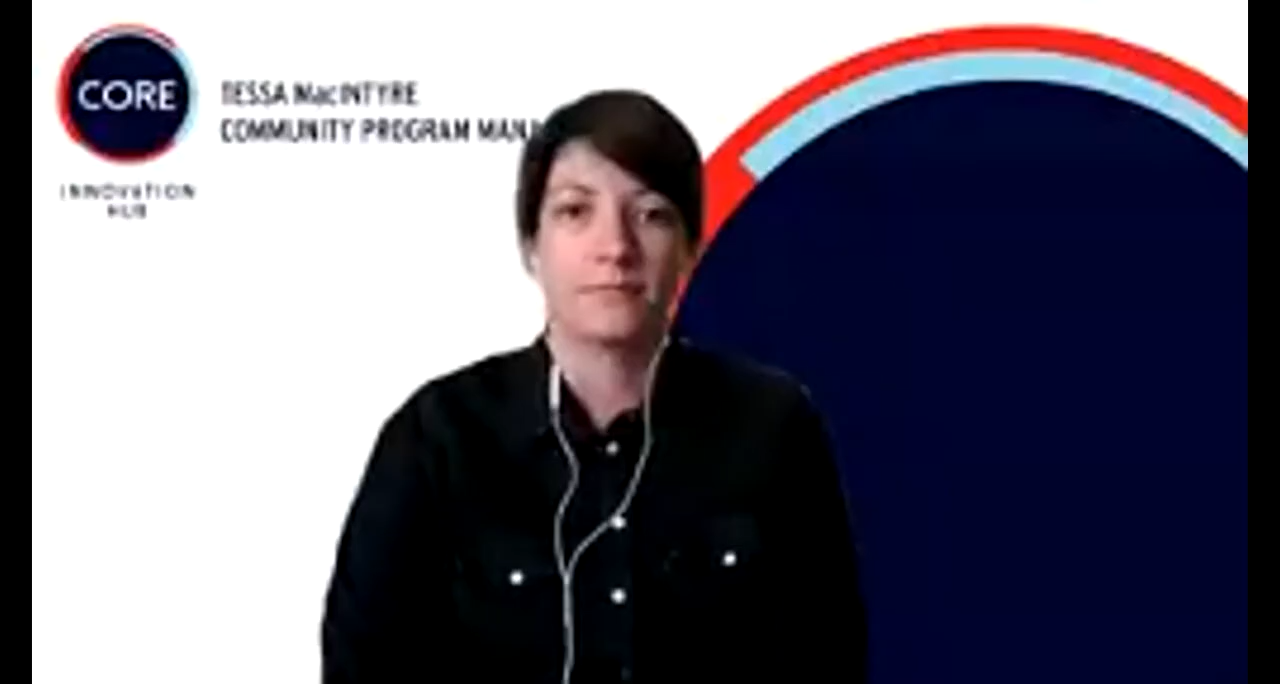 CORE
INNOVATION
HUB
TESSA MacINTYRE
COMMUNITY PROGRAM